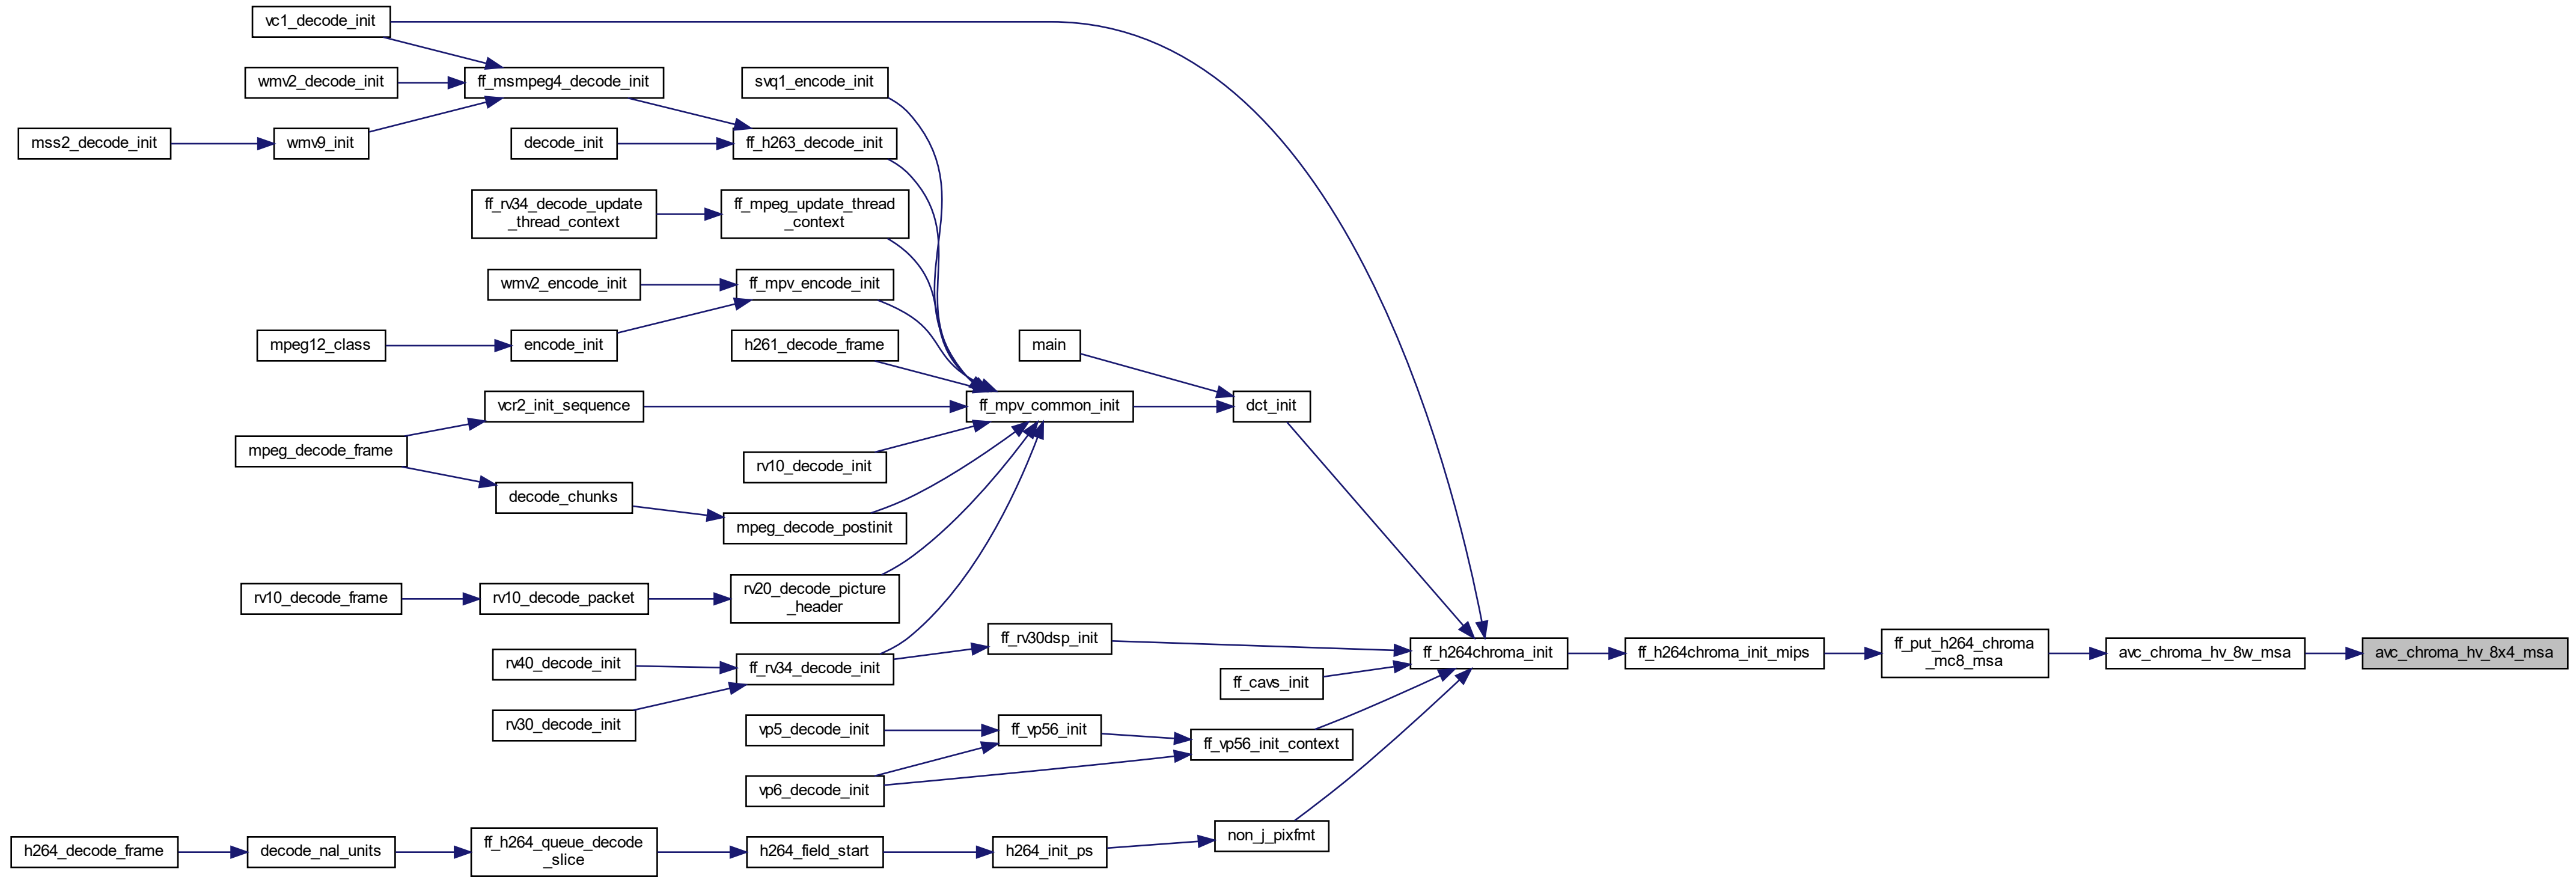 vc1_decode_init
wmv2_decode_init
ff_msmpeg4_decode_init
svq1_encode_init
mss2_decode_init
wmv9_init
decode_init
ff_h263_decode_init
ff_rv34_decode_update
_thread_context
ff_mpeg_update_thread
_context
wmv2_encode_init
ff_mpv_encode_init
mpeg12_class
encode_init
h261_decode_frame
main
vcr2_init_sequence
ff_mpv_common_init
dct_init
mpeg_decode_frame
rv10_decode_init
decode_chunks
mpeg_decode_postinit
rv10_decode_frame
rv10_decode_packet
rv20_decode_picture
_header
ff_rv30dsp_init
rv40_decode_init
ff_rv34_decode_init
ff_h264chroma_init
ff_h264chroma_init_mips
ff_put_h264_chroma
_mc8_msa
avc_chroma_hv_8w_msa
avc_chroma_hv_8x4_msa
ff_cavs_init
rv30_decode_init
vp5_decode_init
ff_vp56_init
ff_vp56_init_context
vp6_decode_init
non_j_pixfmt
h264_decode_frame
decode_nal_units
ff_h264_queue_decode
_slice
h264_field_start
h264_init_ps